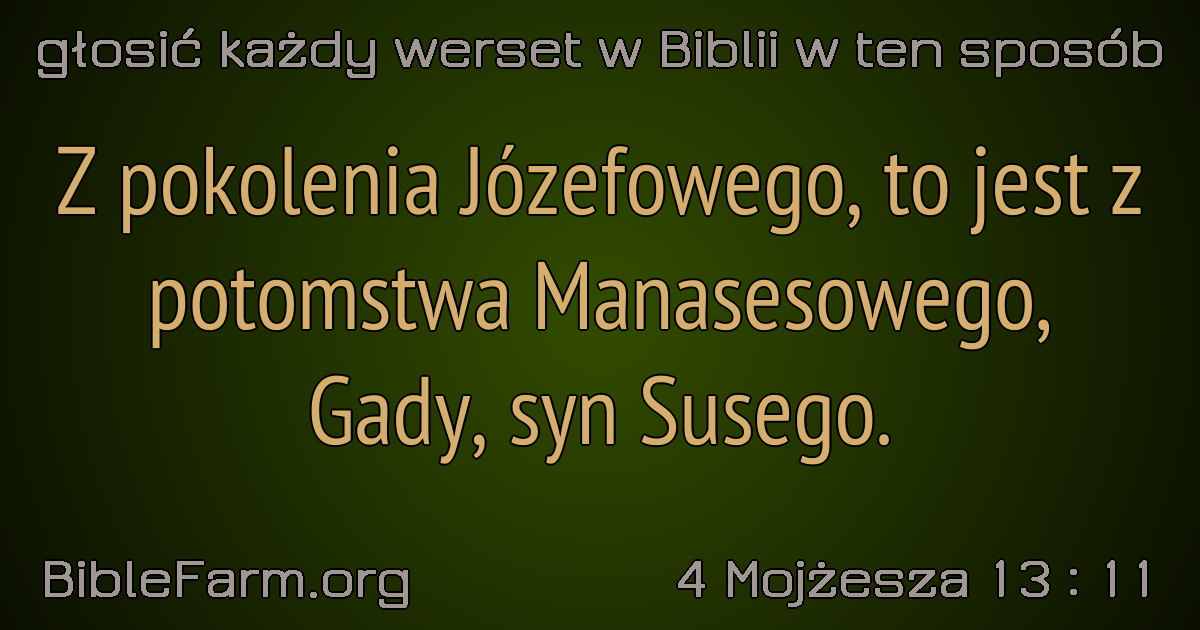 głosić każdy werset w Biblii w ten sposób
Z pokolenia Józefowego, to jest z
potomstwa Manasesowego,
Gady, syn Susego.
BibleFarm.org
4 Mojżesza 13 : 11